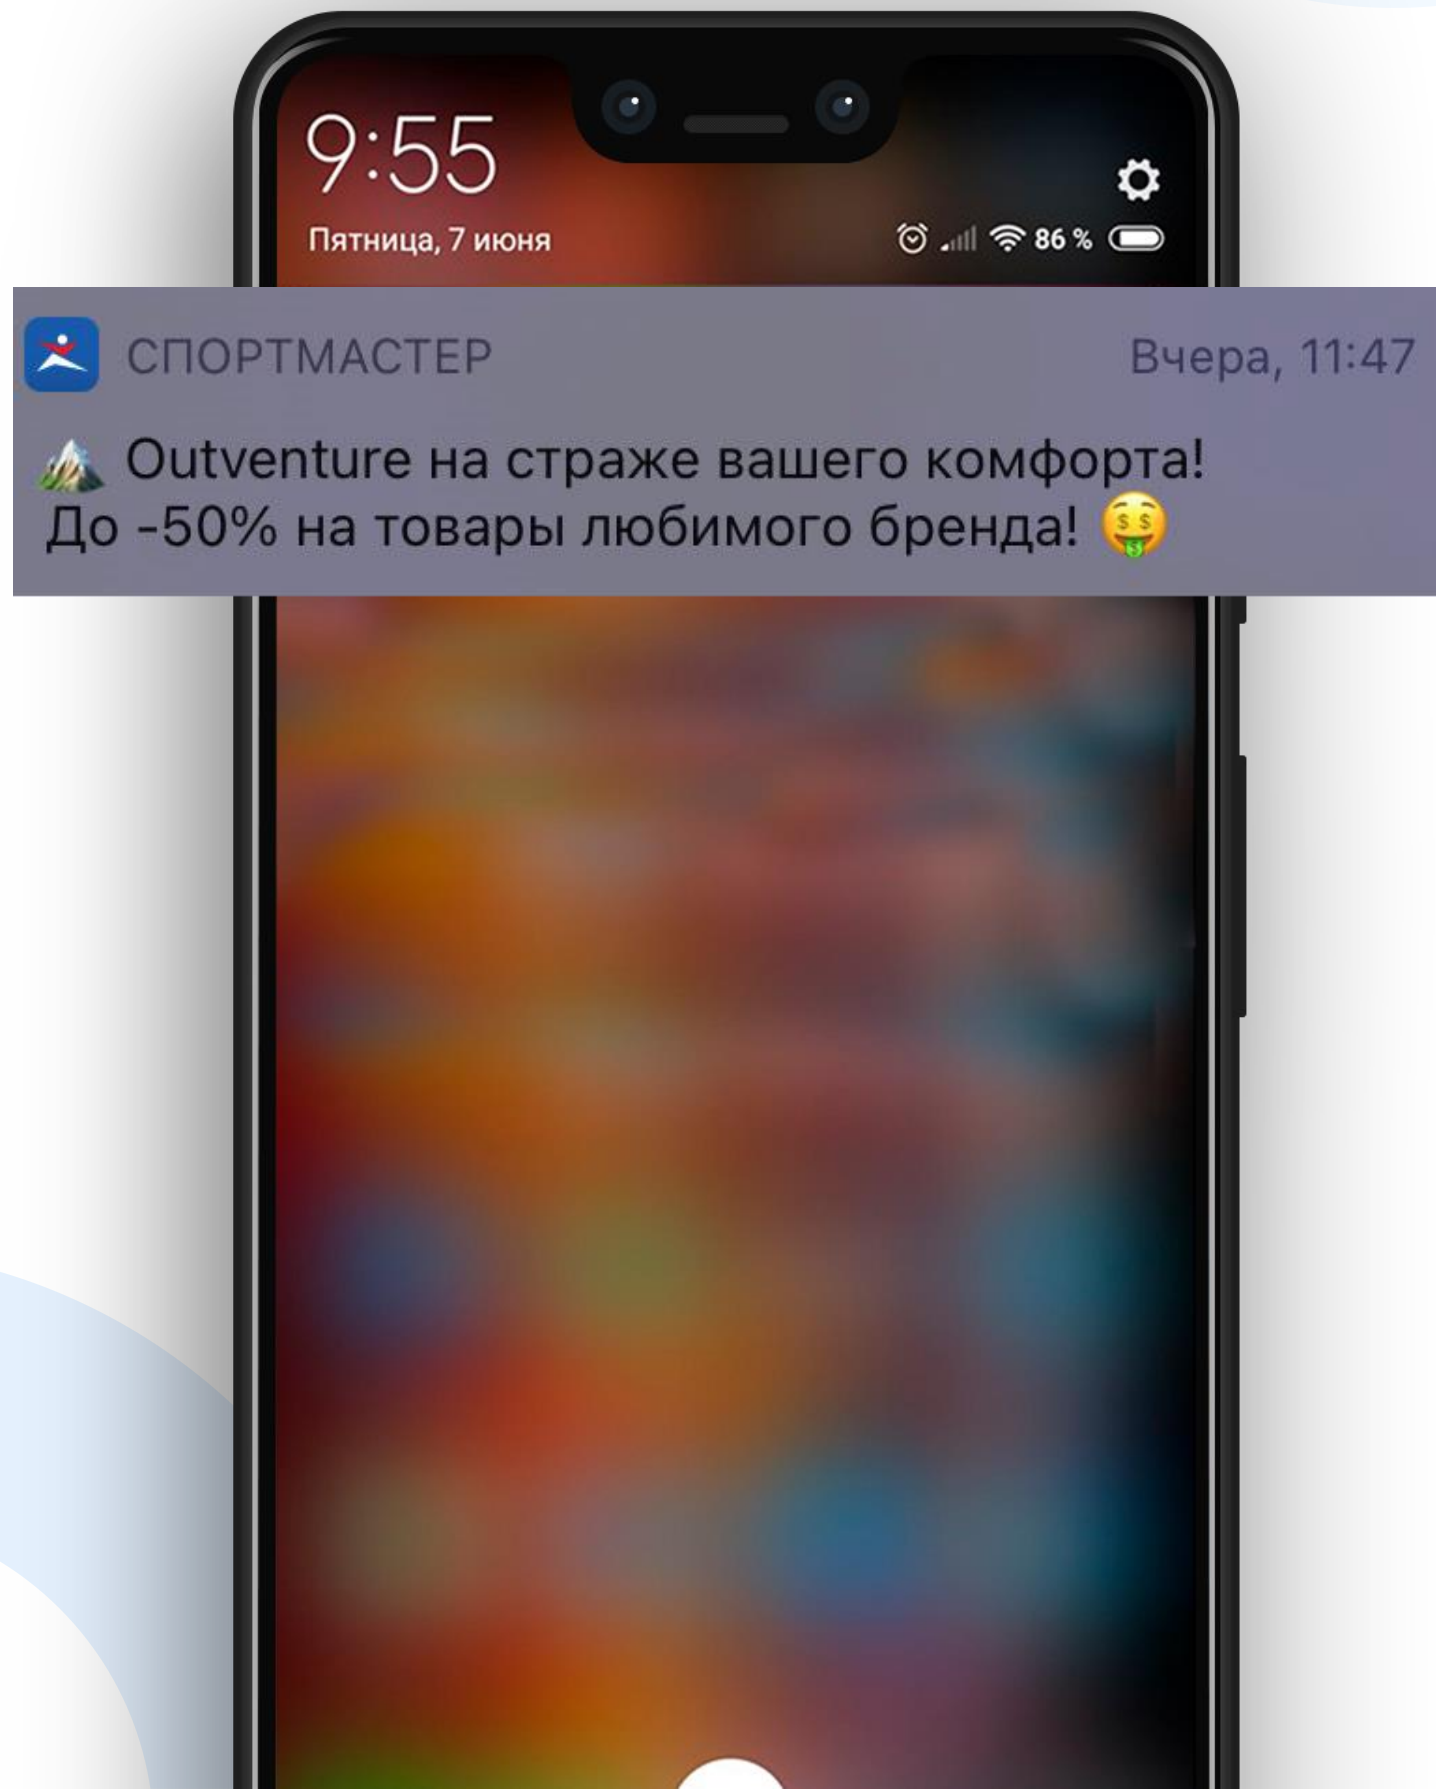 9:55
Пятница, 7 июня
86 %
СПОРТМАСТЕР
Вчера, 11:47
Outventure на страже вашего комфорта!
До -50% на товары любимого бренда!